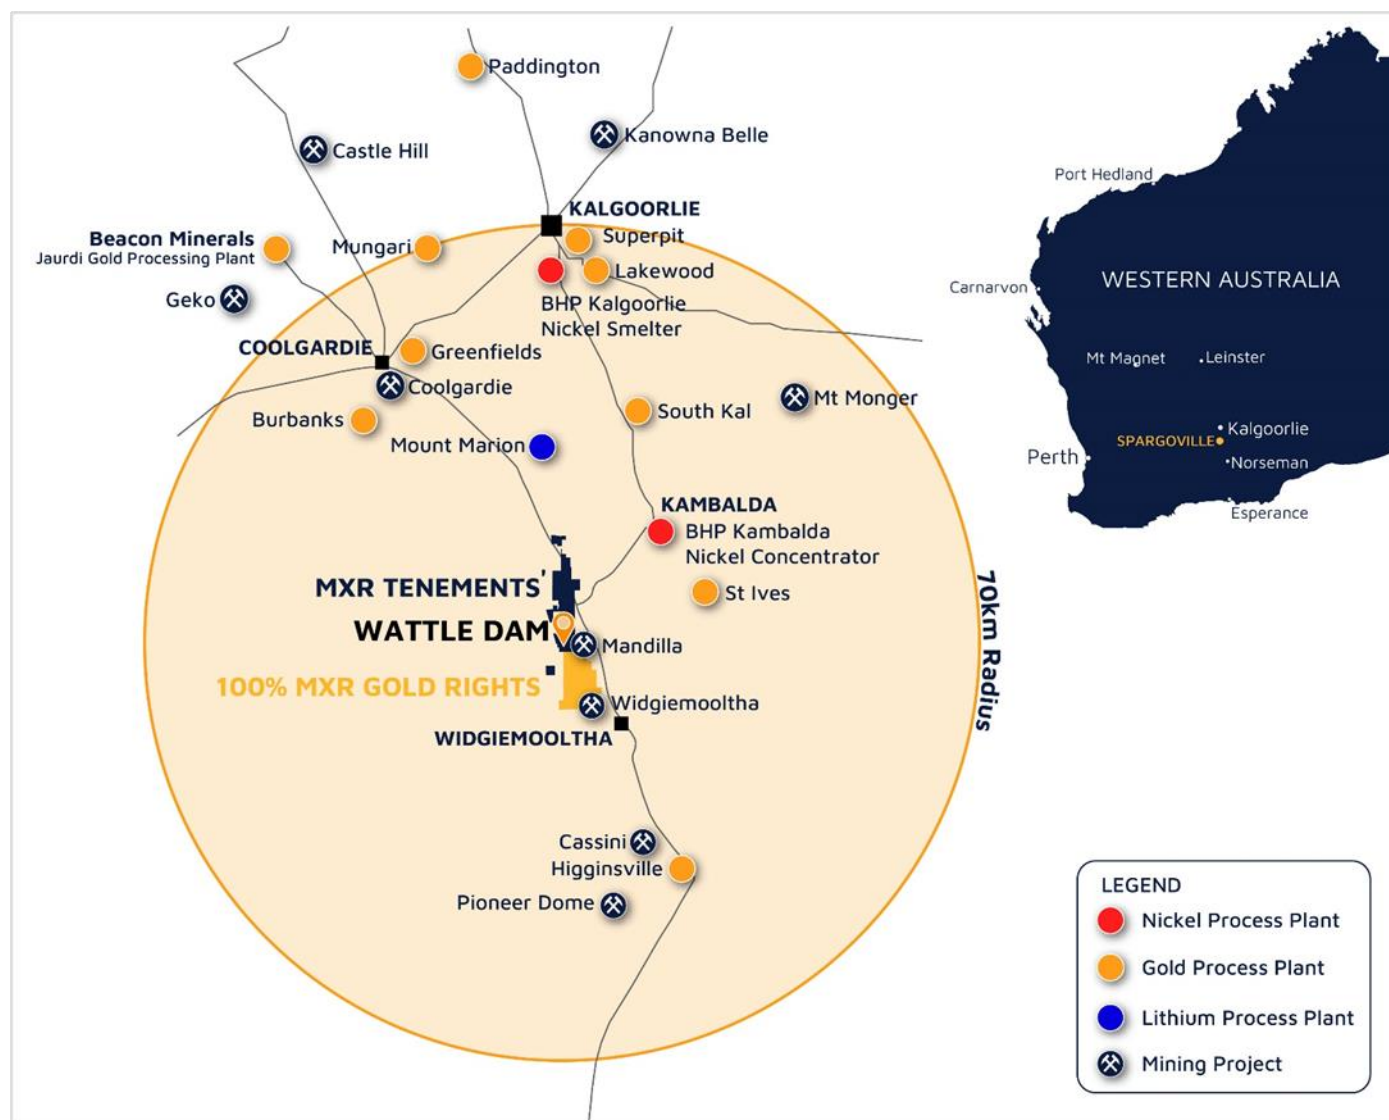 Paddington
Kanowna Belle
Castle Hill
KALGOORLIE
Beacon Minerals
Jaurdi Gold Processing Plant
Mungari
Superpit
Lakewood
Geko
BHP Kalgoorlie
Nickel Smelter
COOLGARDIE
Greenfields
Coolgardie
Mt Monger
Burbanks
South Kal
Mount Marion
KAMBALDA
BHP Kambalda
Nickel Concentrator
MXR TENEMENTS'
St Ives
WATTLE DAM
Mandilla
100% MXR GOLD RIGHTS
Widgiemooltha
WIDGIEMOOLTHA
70km Radius
Cassini
Higginsville
Pioneer Dome
Port Hedland
WESTERN AUSTRALIA
Carnarvon
Mt Magnet
Leinster
Kalgoorlie
SPARGOVILLE
Perth
Norseman
Esperance
LEGEND
Nickel Process Plant
Gold Process Plant
Lithium Process Plant
Mining Project